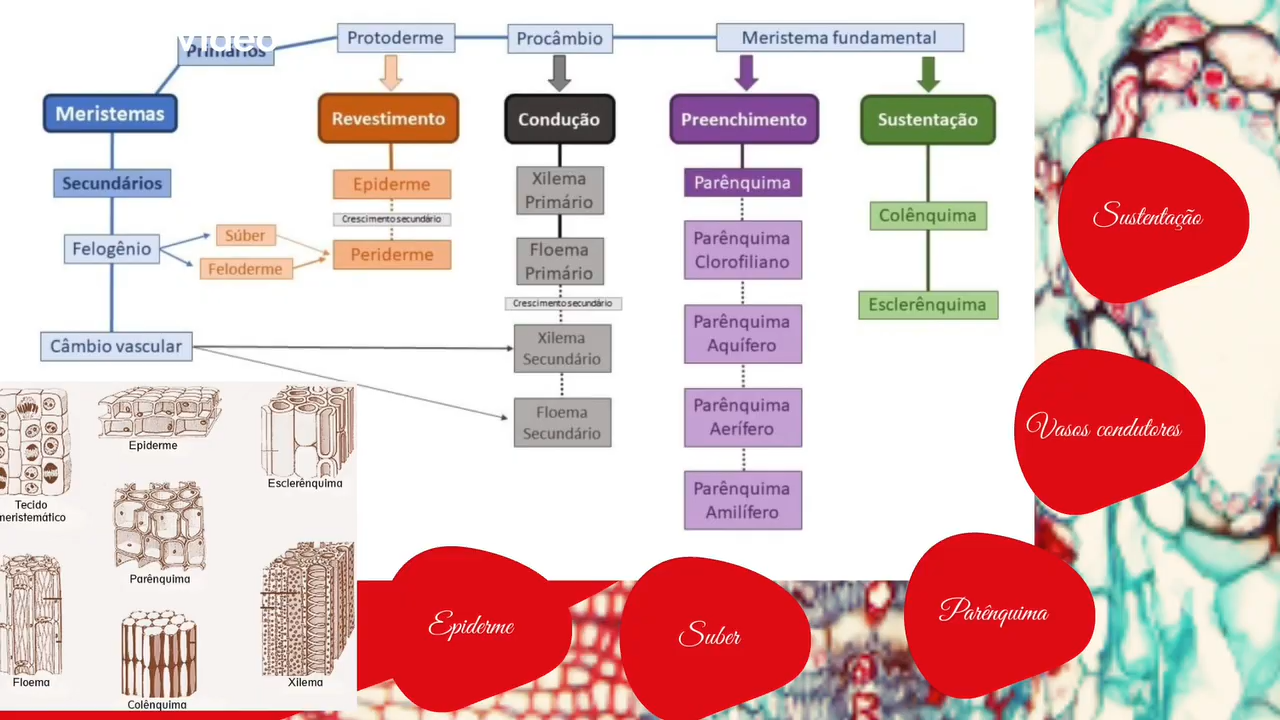 Vídeo
Primários
Protoderme
Procâmbio
Meristema fundamental
Meristemas
Revestimento
Condução
Preenchimento
Sustentação
Secundários
Epiderme
Xilema
Primário
Parênquima
Colênquima
Crescimento secundário
Felogênio
Súber
Feloderme
Periderme
Floema
Primário
Parênquima
Clorofiliano
Esclerênquima
Crescimento secundário
Câmbio vascular
Xilema
Secundário
Parênquima
Aquífero
Floema
Secundário
Parênquima
Aerífero
Parênquima
Amilífero
Epiderme
Esclerênquima
Tecido
meristemático
Parênquima
Floema
Colênquima
Xilema
Sustentação
Vasos condutores
Epiderme
Suber
Parênquima